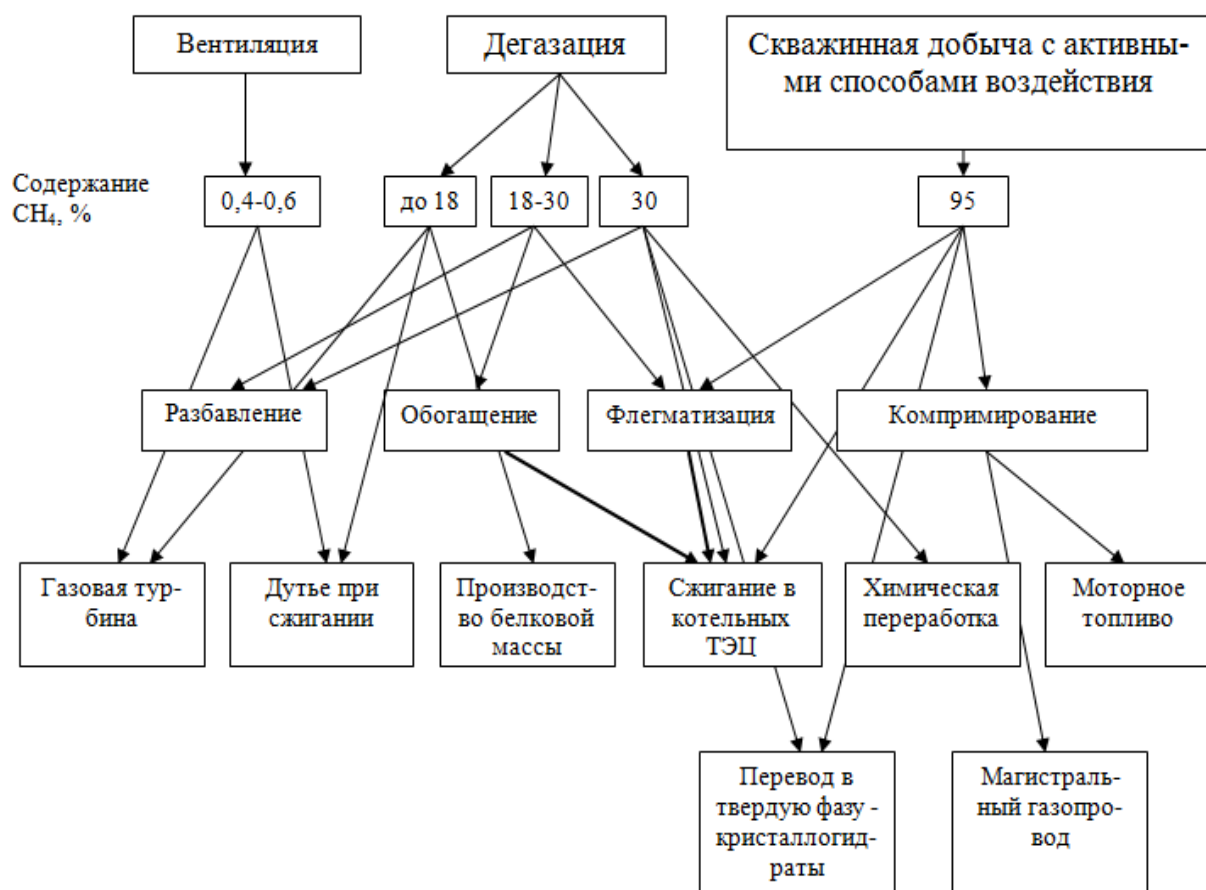 Вентиляция
Дегазация
Скважинная добыча с активны-
ми способами воздействия
Содержание
CH₄, %
0,4-0,6
до 18
18-30
30
95
Разбавление
Обогащение
Флегматизация
Компримирование
Газовая тур-
бина
Дутье при
сжигании
Производст-
во белковой
массы
Сжигание в
котельных
ТЭЦ
Химическая
переработка
Моторное
топливо
Перевод в
твердую фазу -
кристаллогид-
раты
Магистраль-
ный газопро-
вод